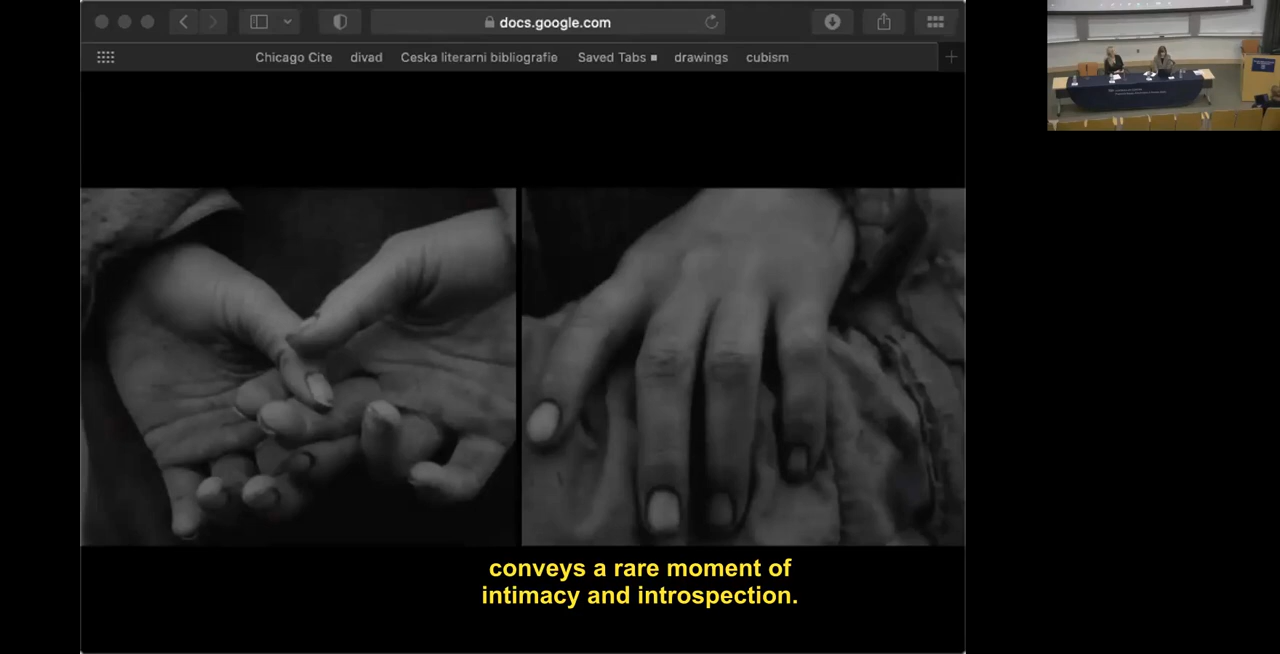 docs.google.com
Chicago Cite divad Ceska literarni bibliografie Saved Tabs drawings cubism
conveys a rare moment of
intimacy and introspection.